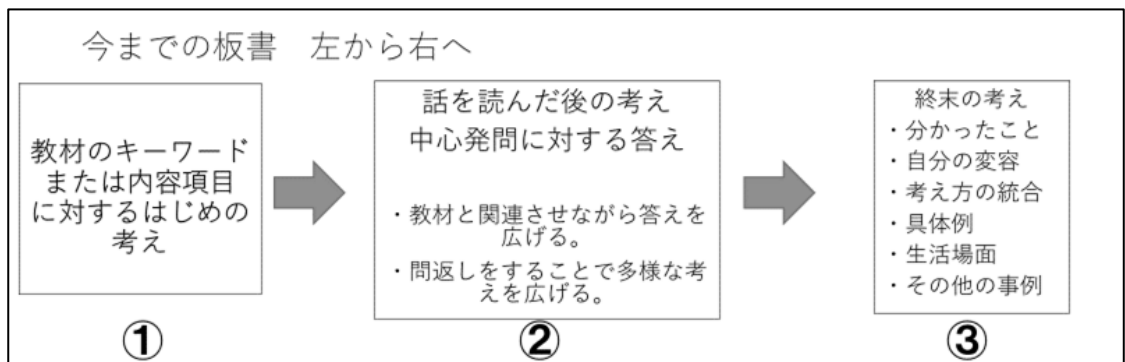 今までの板書　左から右へ
教材のキーワード
または内容項目
に対するはじめの
考え
①
話を読んだ後の考え
中心発問に対する答え
・教材と関連させながら答えを
広げる。
・問返しをすることで多様な考
えを広げる。
②
終末の考え
・分かったこと
・自分の変容
・考え方の統合
・具体例
・生活場面
・その他の事例
③